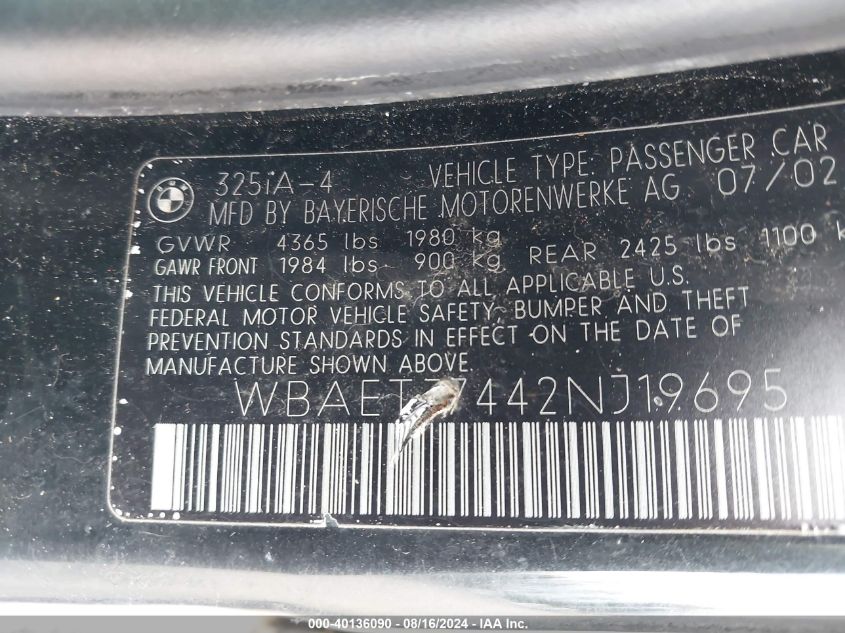 325iA-4 VEHICLE TYPE: PASSENGER CAR
MFD BY BAYERISCHE MOTORENWERKE AG 07/02
GVWR 4365 lbs 1980 kg
GAWR FRONT 1984 lbs 900 kg REAR 2425 lbs 1100 k
THIS VEHICLE CONFORMS TO ALL APPLICABLE U.S.
FEDERAL MOTOR VEHICLE SAFETY, BUMPER AND THEFT
PREVENTION STANDARDS IN EFFECT ON THE DATE OF
MANUFACTURE SHOWN ABOVE.
WBAET37442NJ19695
000-40136090 - 08/16/2024 - IAA, Inc.